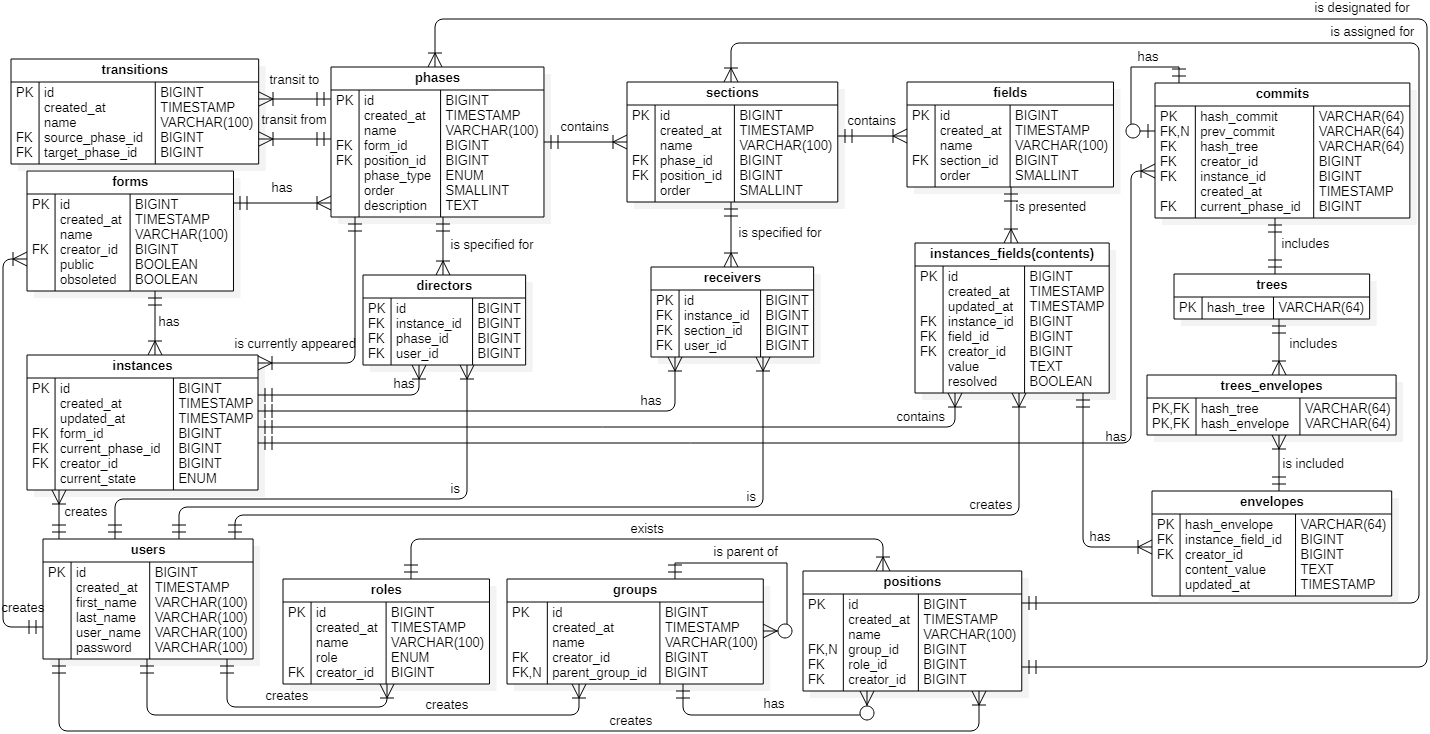 is designated for
is assigned for
transitions
PK id BIGINT
created_at TIMESTAMP
name VARCHAR(100)
FK source_phase_id BIGINT
FK target_phase_id BIGINT
transit to
transit from
phases
PK id BIGINT
created_at TIMESTAMP
name VARCHAR(100)
FK form_id BIGINT
FK position_id BIGINT
phase_type ENUM
order SMALLINT
description TEXT
contains
sections
PK id BIGINT
created_at TIMESTAMP
name VARCHAR(100)
FK phase_id BIGINT
FK position_id BIGINT
order SMALLINT
contains
fields
PK id BIGINT
created_at TIMESTAMP
name VARCHAR(100)
FK section_id BIGINT
order SMALLINT
has
commits
PK hash_commit VARCHAR(64)
FK,N prev_commit VARCHAR(64)
FK hash_tree VARCHAR(64)
FK creator_id BIGINT
FK instance_id BIGINT
created_at TIMESTAMP
FK current_phase_id BIGINT
forms
PK id BIGINT
created_at TIMESTAMP
name VARCHAR(100)
FK creator_id BIGINT
public BOOLEAN
obsoleted BOOLEAN
has
is specified for
is specified for
is presented
includes
directors
PK id BIGINT
FK instance_id BIGINT
FK phase_id BIGINT
FK user_id BIGINT
receivers
PK id BIGINT
FK instance_id BIGINT
FK section_id BIGINT
FK user_id BIGINT
instances_fields(contents)
PK id BIGINT
created_at TIMESTAMP
updated_at TIMESTAMP
FK instance_id BIGINT
FK field_id BIGINT
FK creator_id BIGINT
value TEXT
resolved BOOLEAN
trees
PK hash_tree VARCHAR(64)
includes
has
is currently appeared
instances
PK id BIGINT
created_at TIMESTAMP
updated_at TIMESTAMP
FK form_id BIGINT
FK current_phase_id BIGINT
FK creator_id BIGINT
current_state ENUM
has
has
contains
has
trees_envelopes
PK,FK hash_tree VARCHAR(64)
PK,FK hash_envelope VARCHAR(64)
is included
creates
is
is
creates
has
envelopes
PK hash_envelope VARCHAR(64)
FK instance_field_id BIGINT
FK creator_id BIGINT
content_value TEXT
updated_at TIMESTAMP
users
PK id BIGINT
created_at TIMESTAMP
first_name VARCHAR(100)
last_name VARCHAR(100)
user_name VARCHAR(100)
password VARCHAR(100)
creates
exists
is parent of
roles
PK id BIGINT
created_at TIMESTAMP
name VARCHAR(100)
role ENUM
FK creator_id BIGINT
groups
PK id BIGINT
created_at TIMESTAMP
name VARCHAR(100)
FK creator_id BIGINT
FK,N parent_group_id BIGINT
positions
PK id BIGINT
created_at TIMESTAMP
name VARCHAR(100)
FK,N group_id BIGINT
FK role_id BIGINT
FK creator_id BIGINT
creates
creates
has
creates